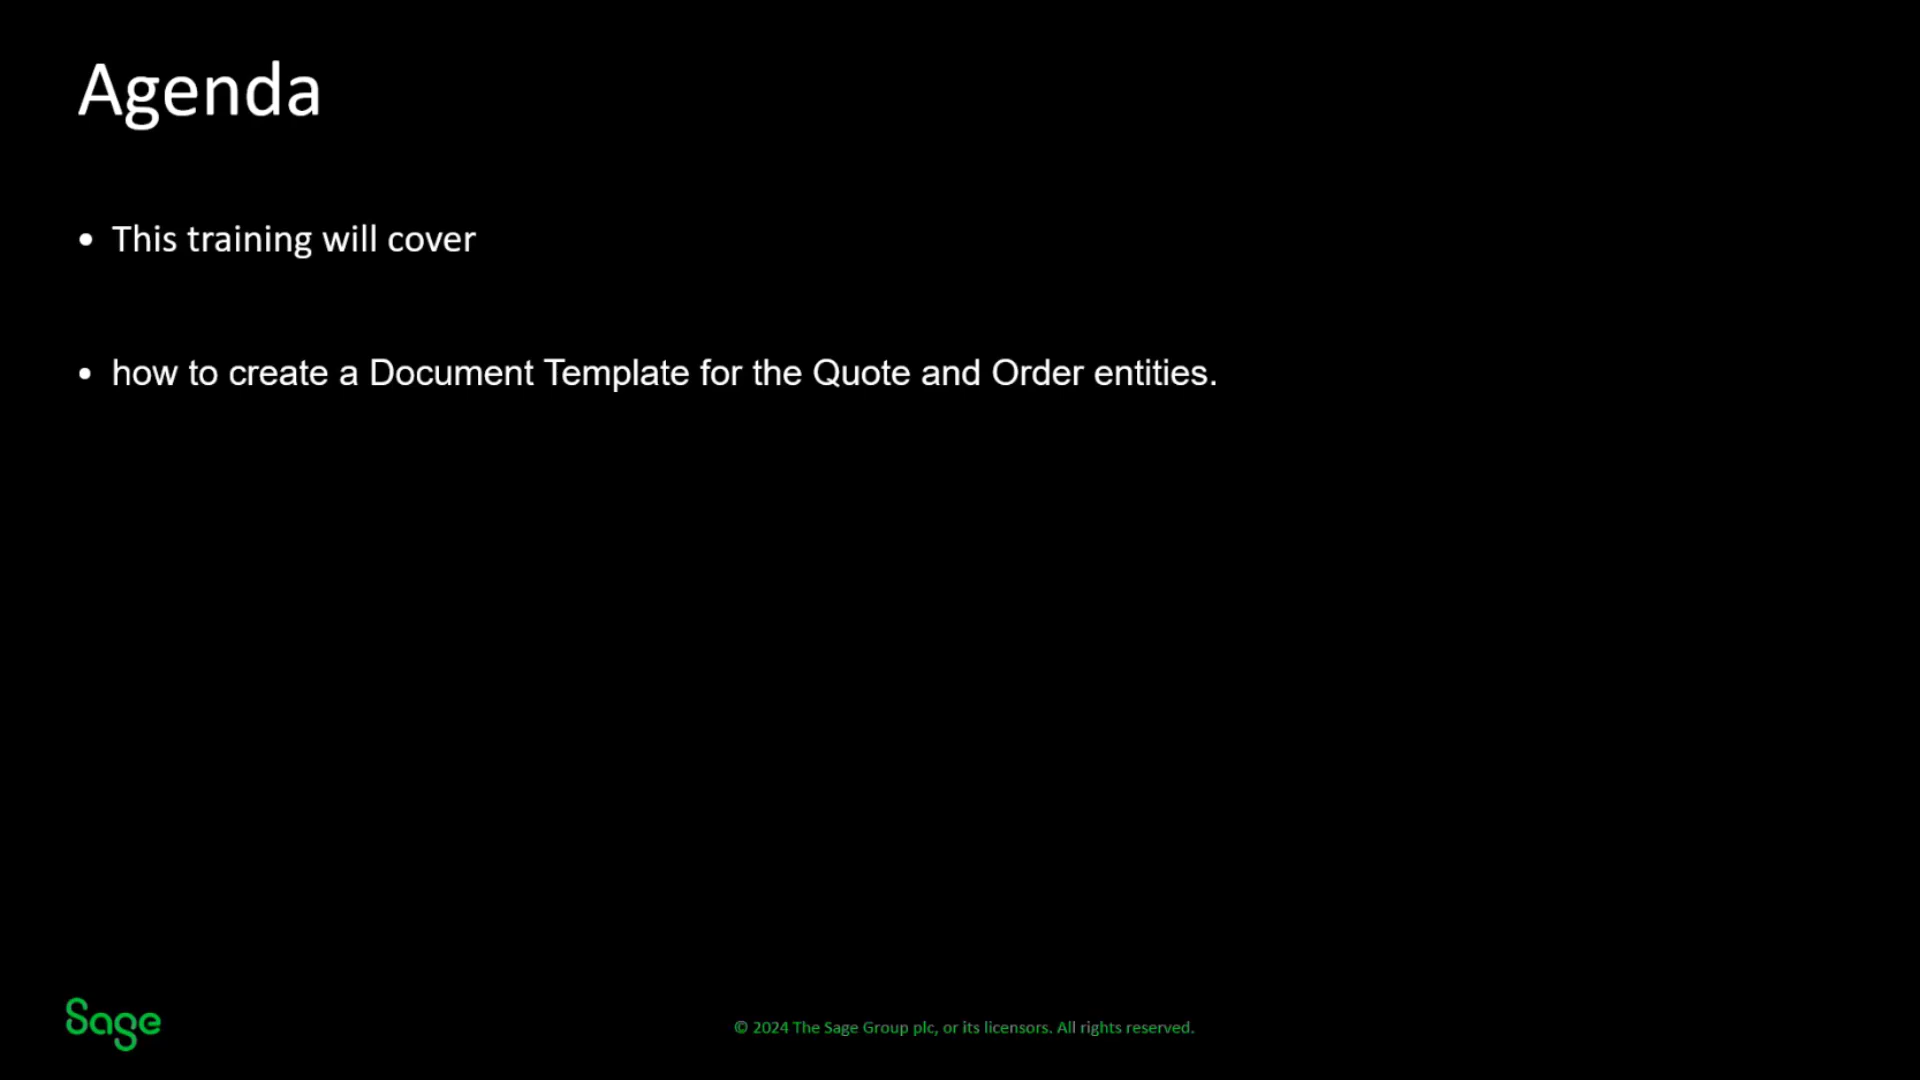 Agenda
• This training will cover
• how to create a Document Template for the Quote and Order entities.
Sage
© 2024 The Sage Group plc, or its licensors. All rights reserved.